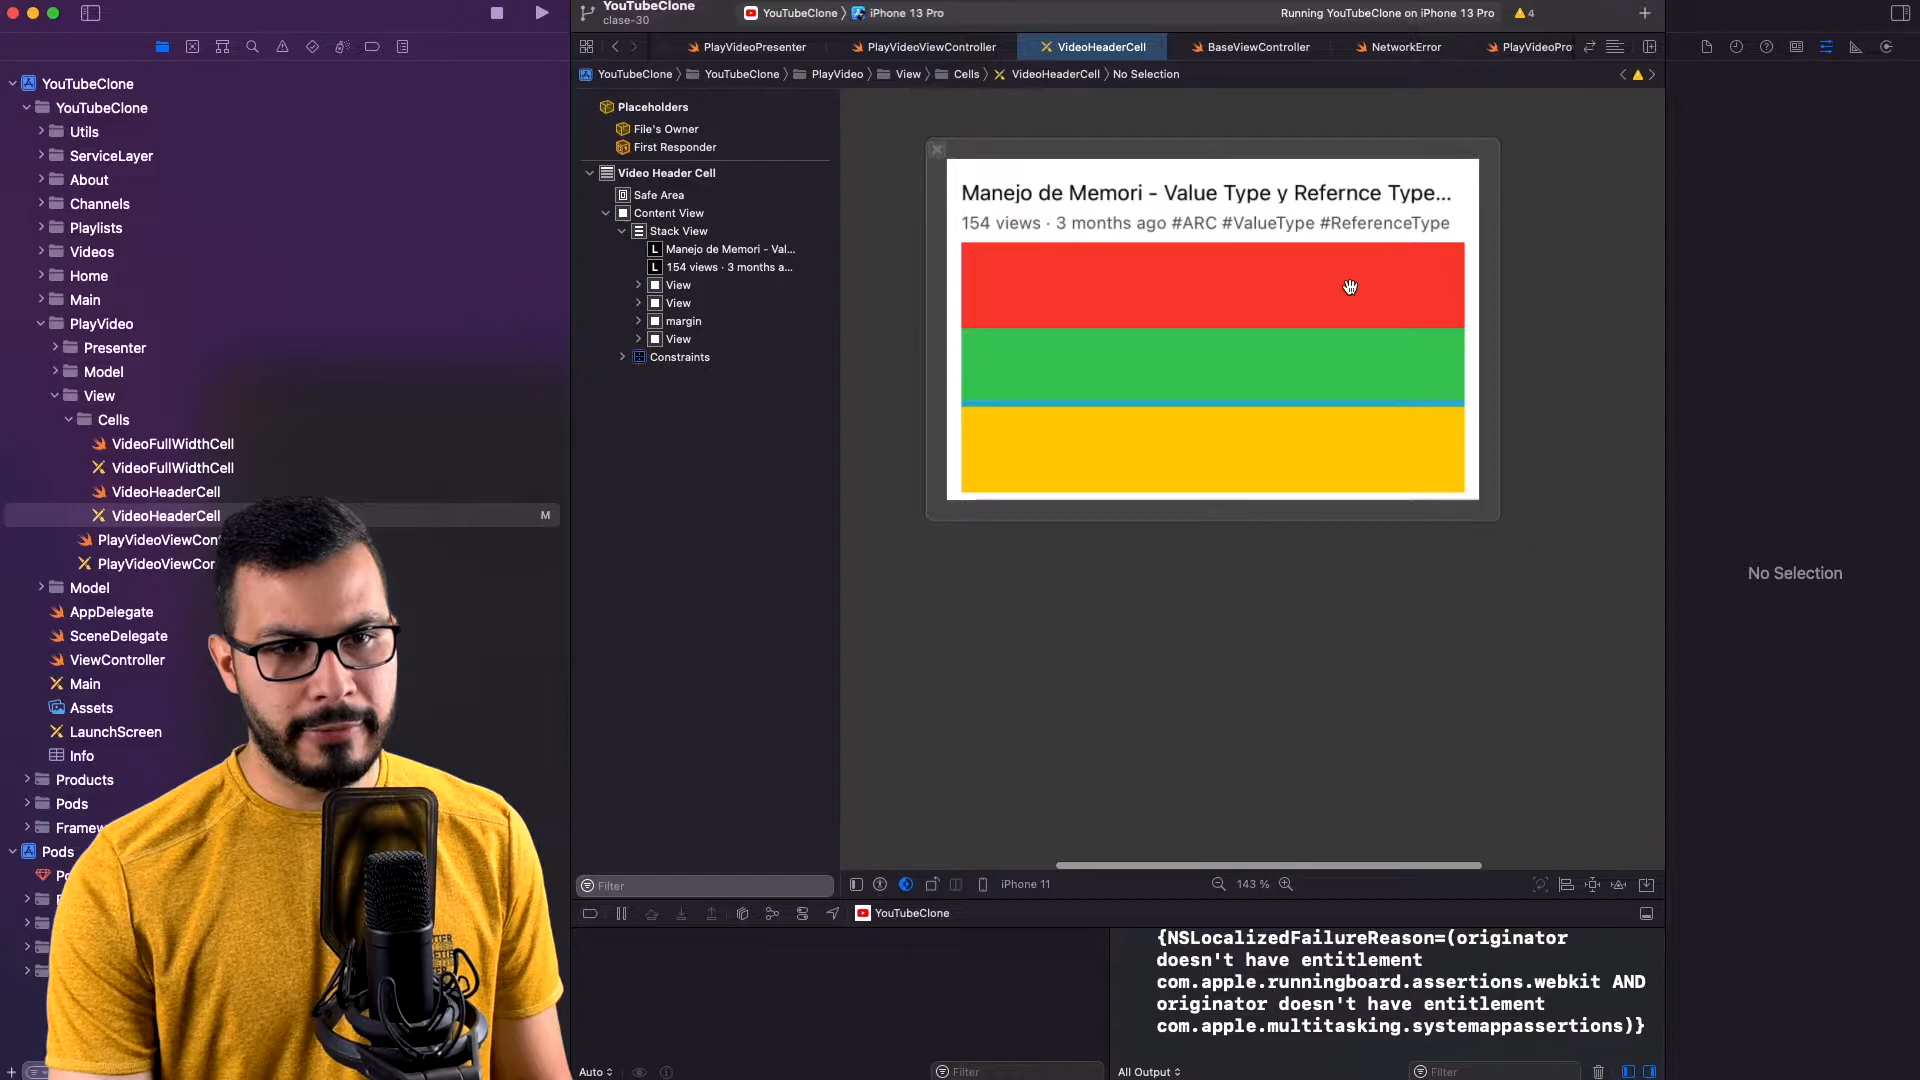 YouTubeClone
clase-30
YouTubeClone
iPhone 13 Pro
Running YouTubeClone on iPhone 13 Pro
4
PlayVideoPresenter
PlayVideoViewController
VideoHeaderCell
BaseViewController
NetworkError
PlayVideoPro
YouTubeClone
YouTubeClone
PlayVideo
View
Cells
VideoHeaderCell
No Selection
YouTubeClone
YouTubeClone
Utils
ServiceLayer
About
Channels
Playlists
Videos
Home
Main
PlayVideo
Presenter
Model
View
Cells
VideoFullWidthCell
VideoFullWidthCell
VideoHeaderCell
VideoHeaderCell
M
PlayVideoViewCon
PlayVideoViewCor
Model
AppDelegate
SceneDelegate
ViewController
Main
Assets
LaunchScreen
Info
Products
Pods
Framew
Pods
Placeholders
File's Owner
First Responder
Video Header Cell
Safe Area
Content View
Stack View
L Manejo de Memori - Val...
L 154 views · 3 months a...
View
View
margin
View
Constraints
Filter
Manejo de Memori - Value Type y Refernce Type...
154 views · 3 months ago #ARC #ValueType #ReferenceType
iPhone 11
143 %
No Selection
YouTubeClone
{NSLocalizedFailureReason=(originator
doesn't have entitlement
com.apple.runningboard.assertions.webkit AND
originator doesn't have entitlement
com.apple.multitasking.systemappassertions)}
Auto
Filter
All Output
Filter